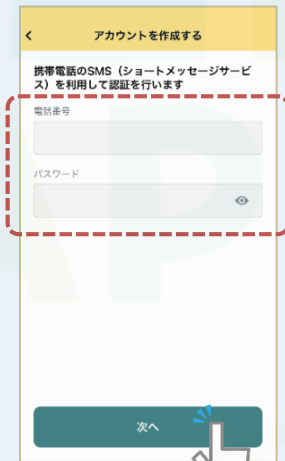 アカウントを作成する
携帯電話のSMS（ショートメッセージサービ
ス）を利用して認証を行います
電話番号
パスワード
次へ